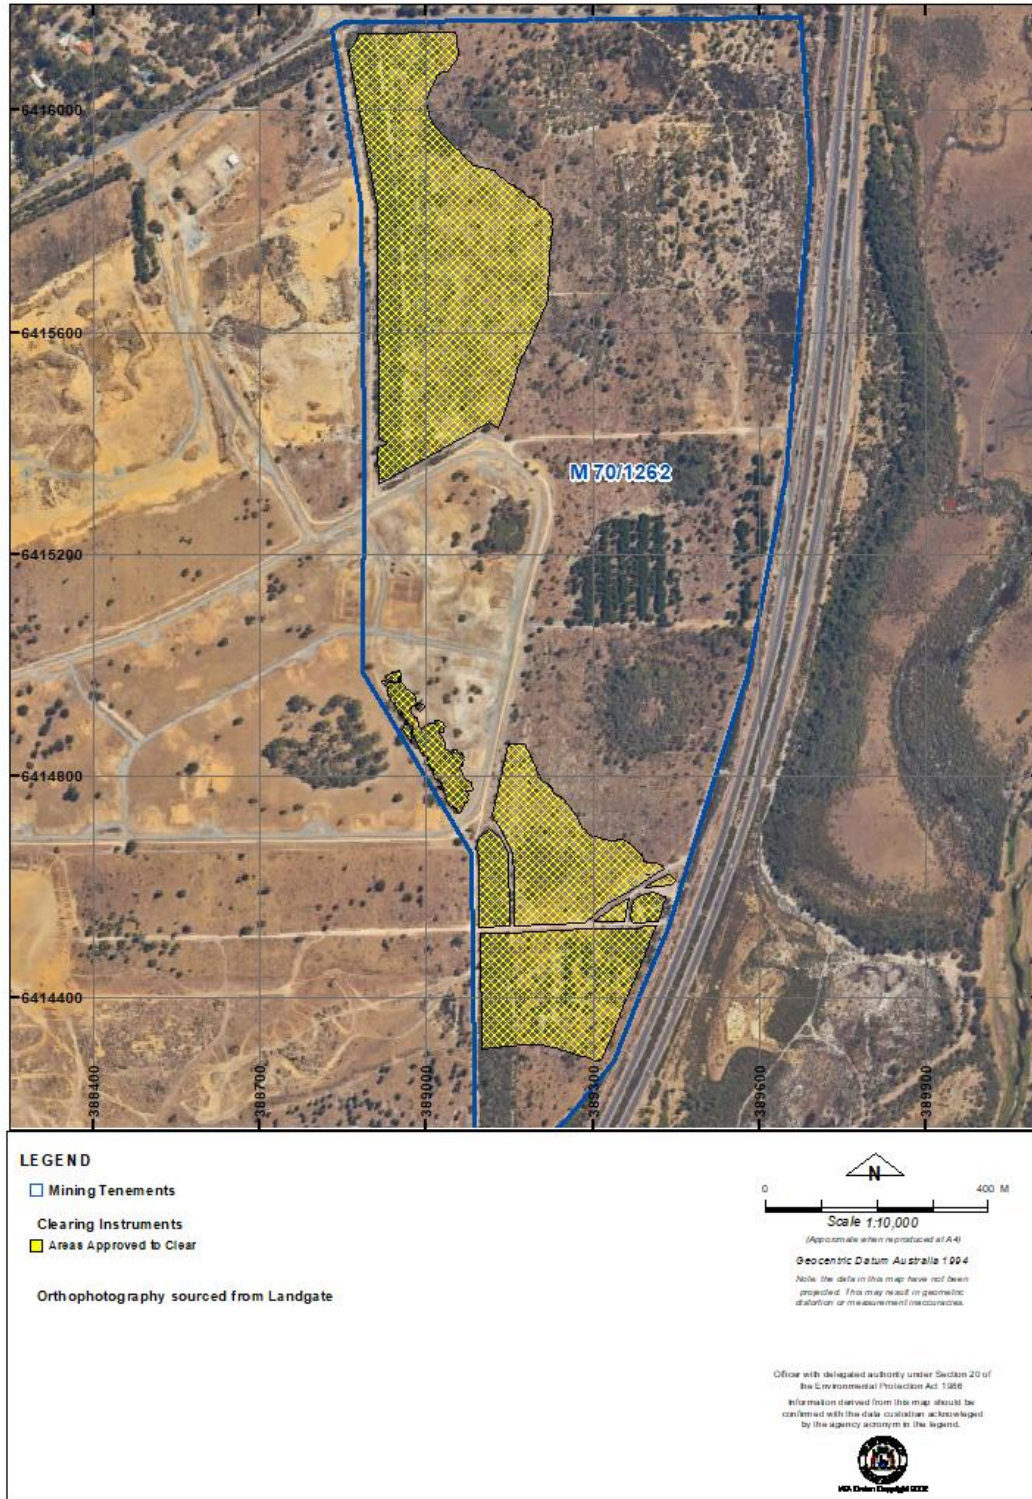 6416000
6415600
M 70/1262
6415200
6414800
6414400
388400
388700
389000
389300
389600
389900
LEGEND
Mining Tenements
Clearing Instruments
Areas Approved to Clear
Orthophotography sourced from Landgate
N
0 400 M
Scale 1:10,000
(Approximate when reproduced at A4)
Geocentric Datum Australia 1994
Note: the data in this map have not been
projected. This may result in geometric
distortion or measurement inaccuracies.
Officer with delegated authority under Section 20 of
the Environmental Protection Act 1986
Information derived from this map should be
confirmed with the data custodian acknowleged
by the agency acronym in the legend.